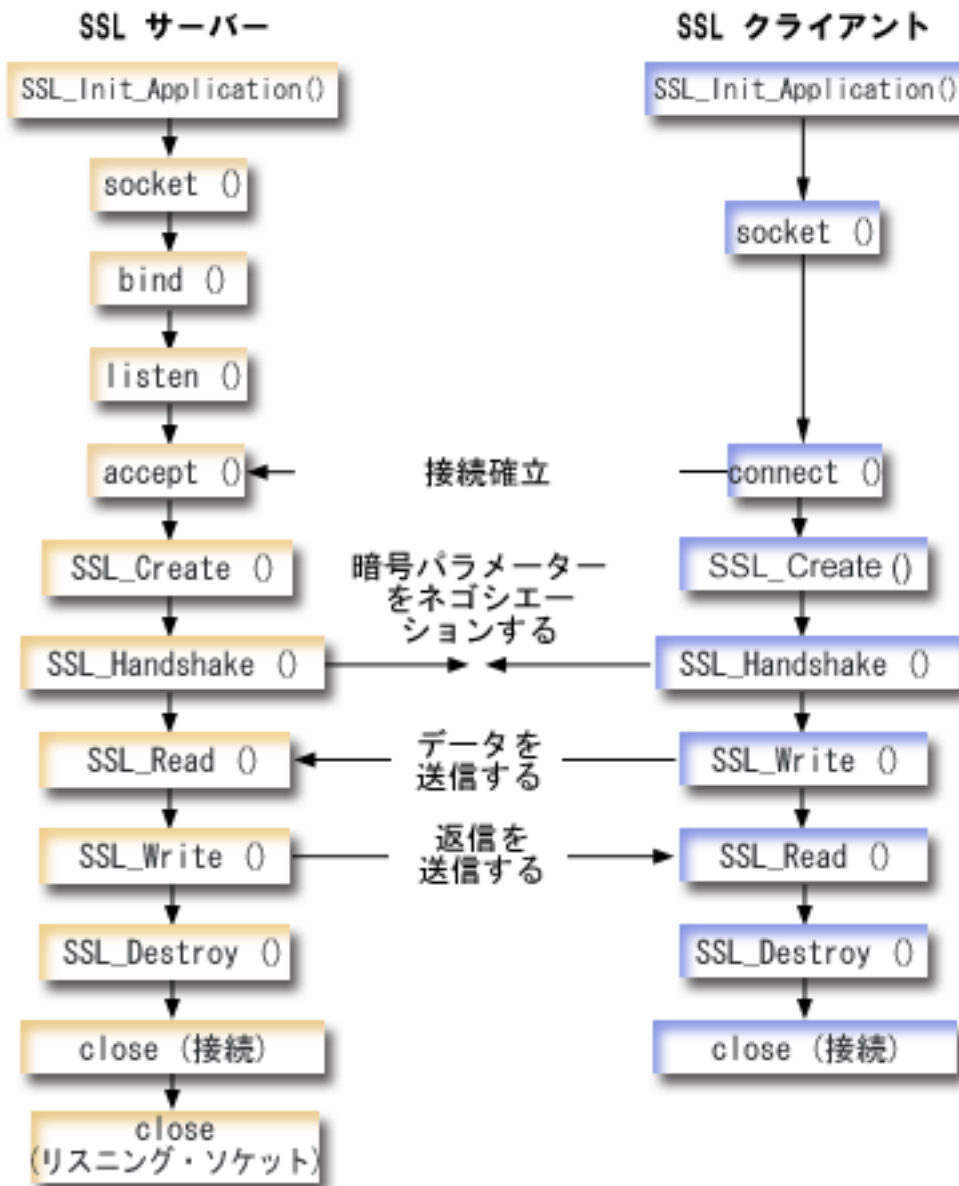 SSL サーバー
SSL クライアント
SSL_Init_Application()
SSL_Init_Application()
socket ()
socket ()
bind ()
listen ()
accept ()
接続確立
connect ()
SSL_Create ()
暗号パラメーター
をネゴシエー
ションする
SSL_Create ()
SSL_Handshake ()
SSL_Handshake ()
SSL_Read ()
データを
送信する
SSL_Write ()
SSL_Write ()
返信を
送信する
SSL_Read ()
SSL_Destroy ()
SSL_Destroy ()
close (接続)
close (接続)
close
(リスニング・ソケット)